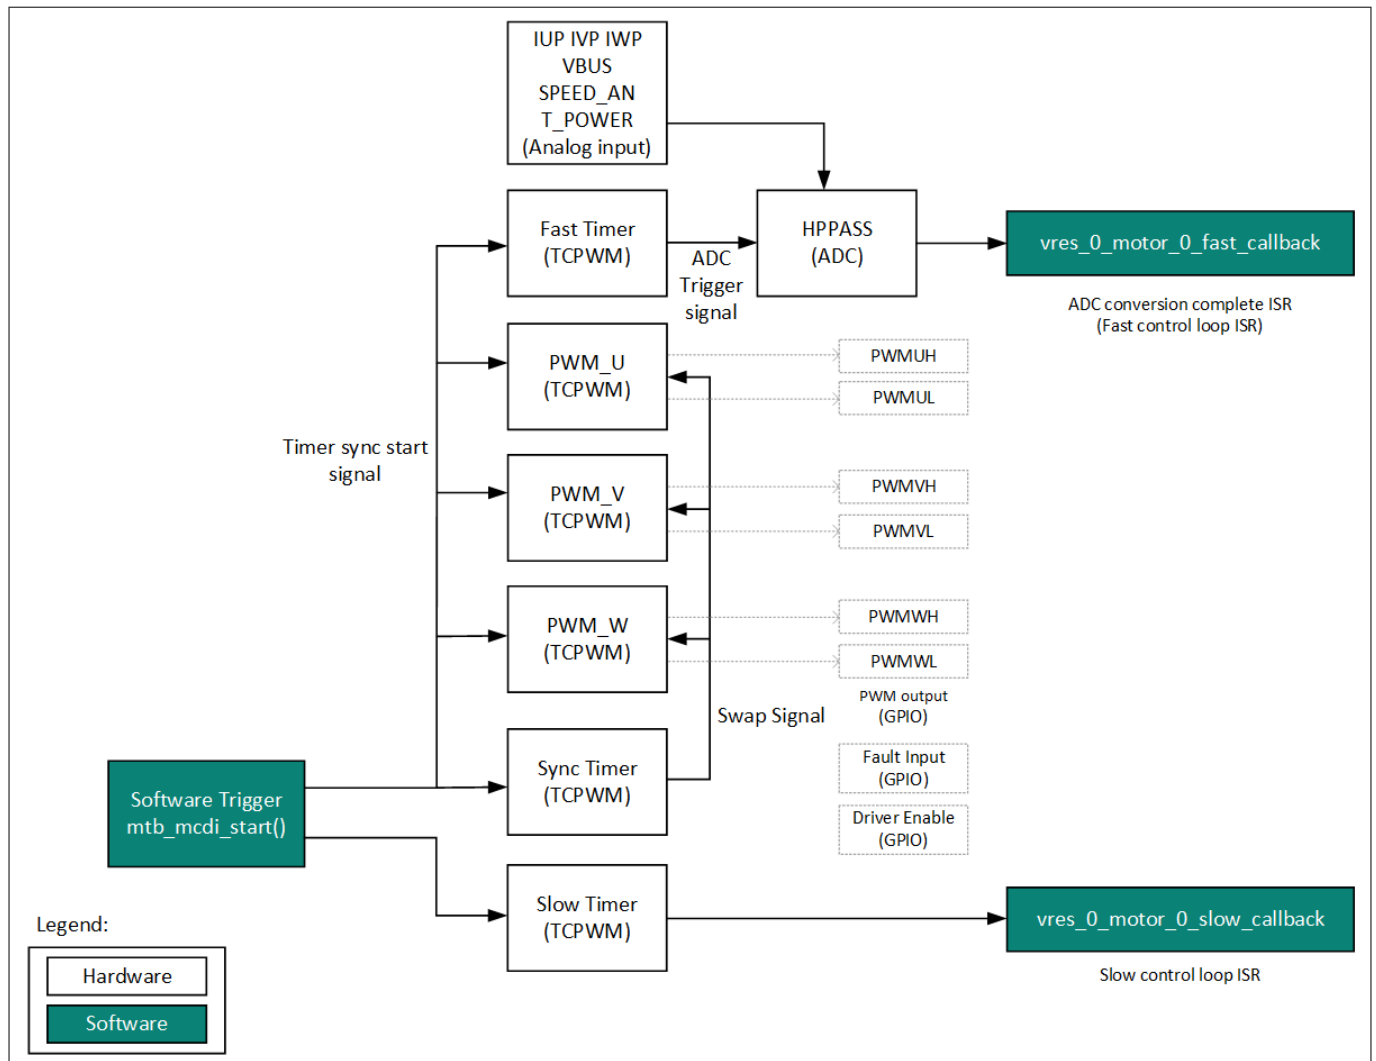 IUP IVP IWP
VBUS
SPEED_AN
T_POWER
(Analog input)
Fast Timer
(TCPWM)
ADC
Trigger
signal
HPPASS
(ADC)
vres_0_motor_0_fast_callback
ADC conversion complete ISR
(Fast control loop ISR)
PWM_U
(TCPWM)
PWMUH
PWMUL
Timer sync start
signal
PWM_V
(TCPWM)
PWMVH
PWMVL
PWM_W
(TCPWM)
PWMWH
PWMWL
PWM output
(GPIO)
Swap Signal
Sync Timer
(TCPWM)
Fault Input
(GPIO)
Driver Enable
(GPIO)
Software Trigger
mtb_mcdi_start()
Slow Timer
(TCPWM)
vres_0_motor_0_slow_callback
Slow control loop ISR
Legend:
Hardware
Software